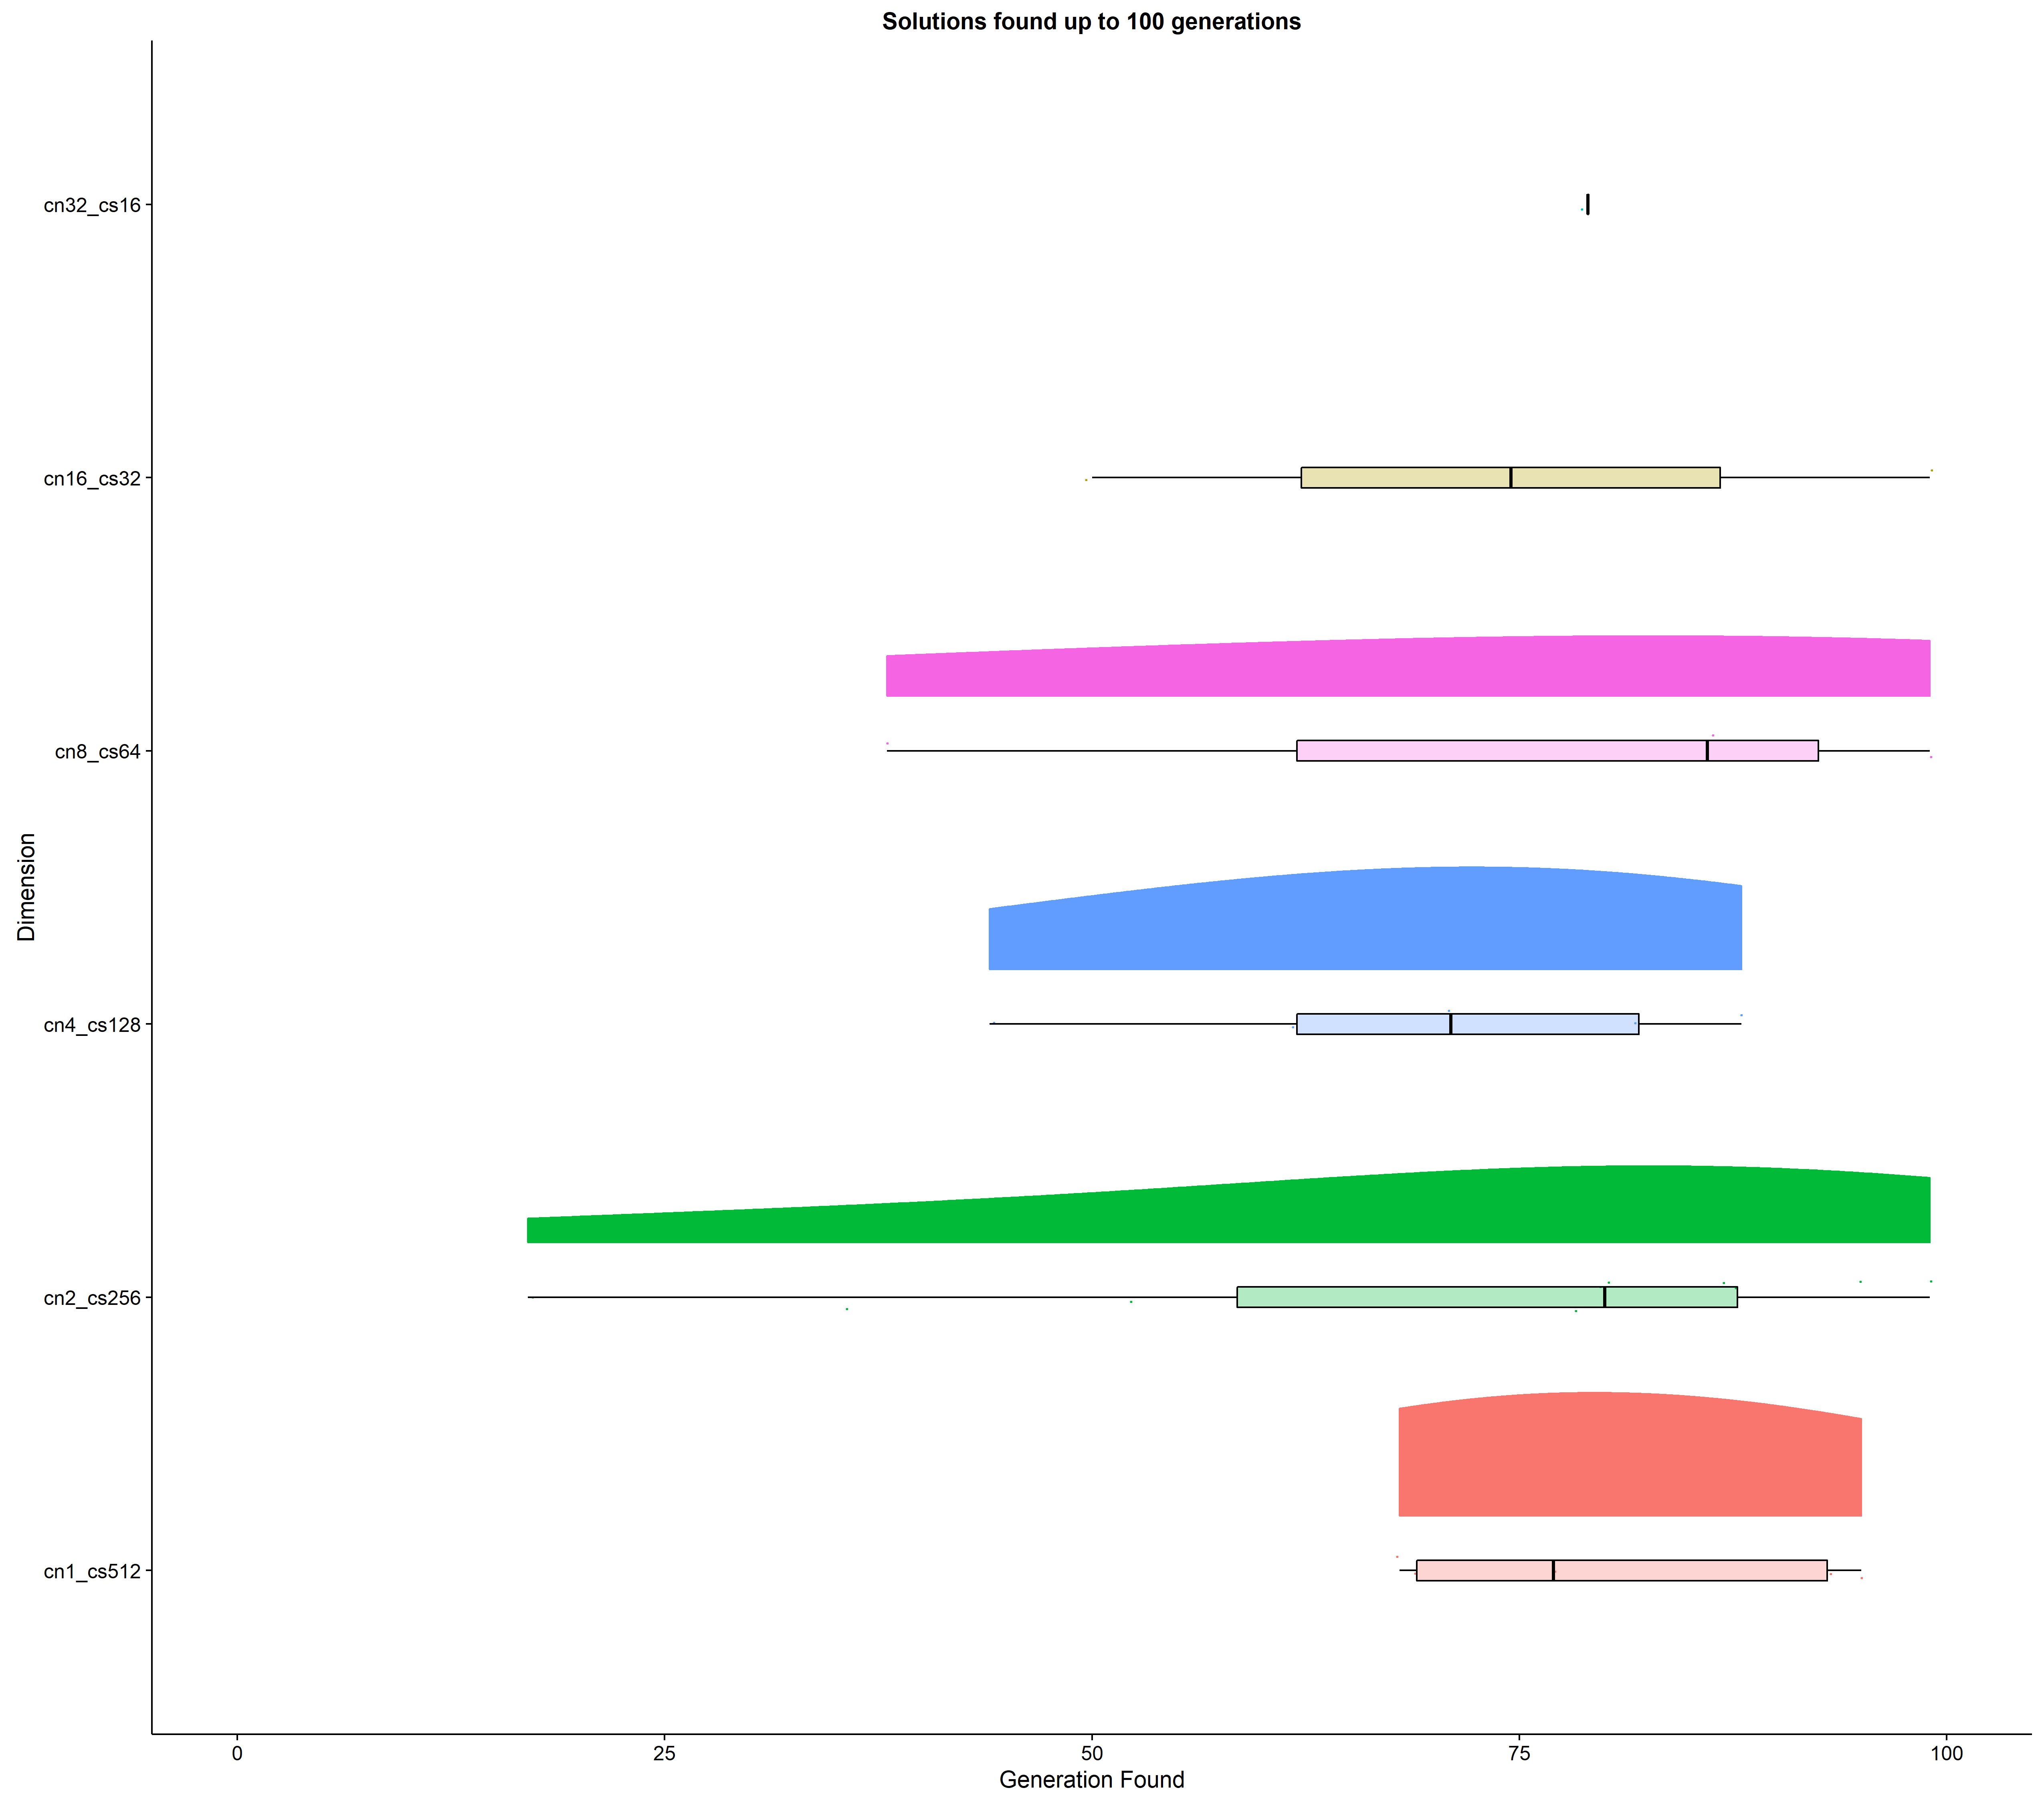 Solutions found up to 100 generations
cn32_cs16
cn16_cs32
cn8_cs64
cn4_cs128
cn2_cs256
cn1_cs512
Dimension
0 25 50 75 100
Generation Found